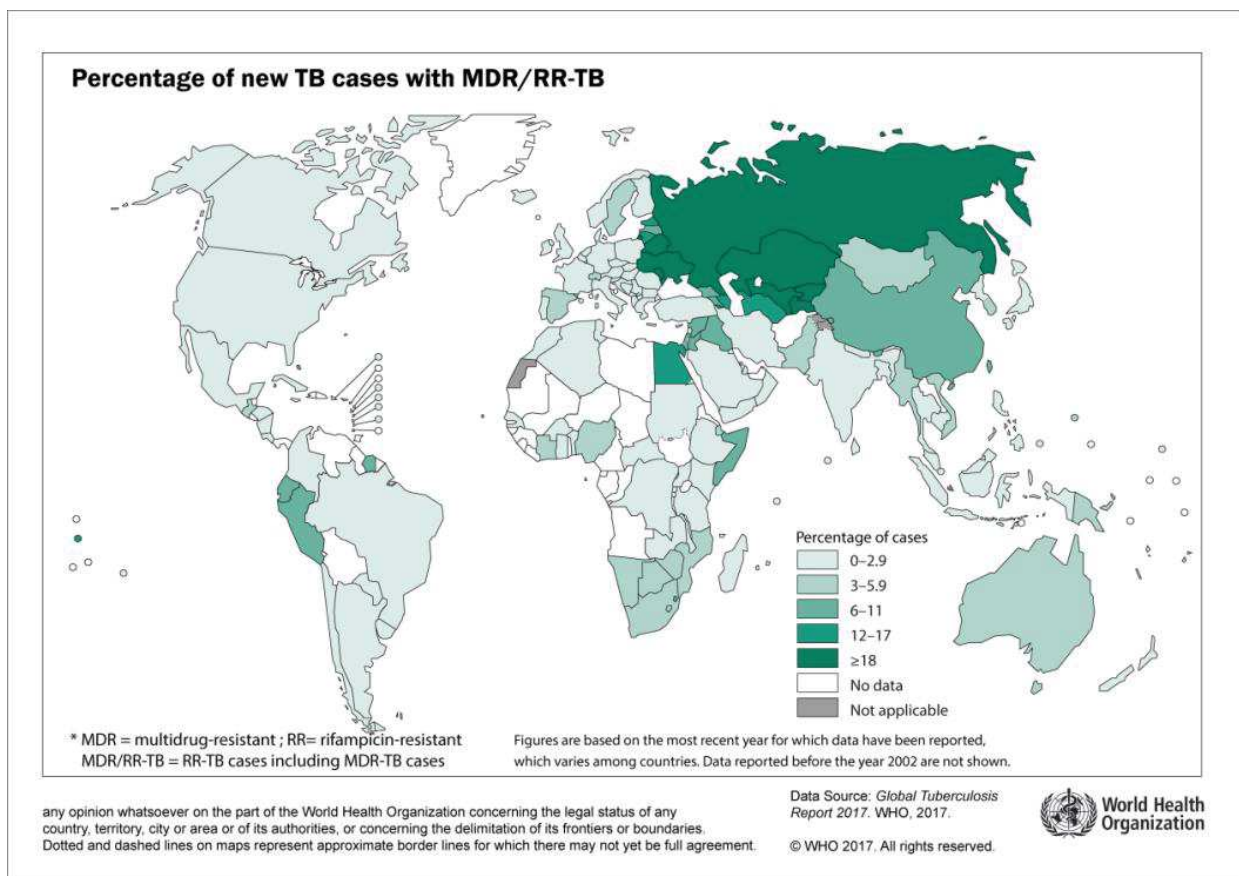 Percentage of new TB cases with MDR/RR-TB
Percentage of cases
0–2.9
3–5.9
6–11
12–17
≥18
No data
Not applicable
* MDR = multidrug-resistant ; RR= rifampicin-resistant
MDR/RR-TB = RR-TB cases including MDR-TB cases
Figures are based on the most recent year for which data have been reported,
which varies among countries. Data reported before the year 2002 are not shown.
any opinion whatsoever on the part of the World Health Organization concerning the legal status of any
country, territory, city or area or of its authorities, or concerning the delimitation of its frontiers or boundaries.
Dotted and dashed lines on maps represent approximate border lines for which there may not yet be full agreement.
Data Source: Global Tuberculosis
Report 2017. WHO, 2017.
© WHO 2017. All rights reserved.
World Health
Organization